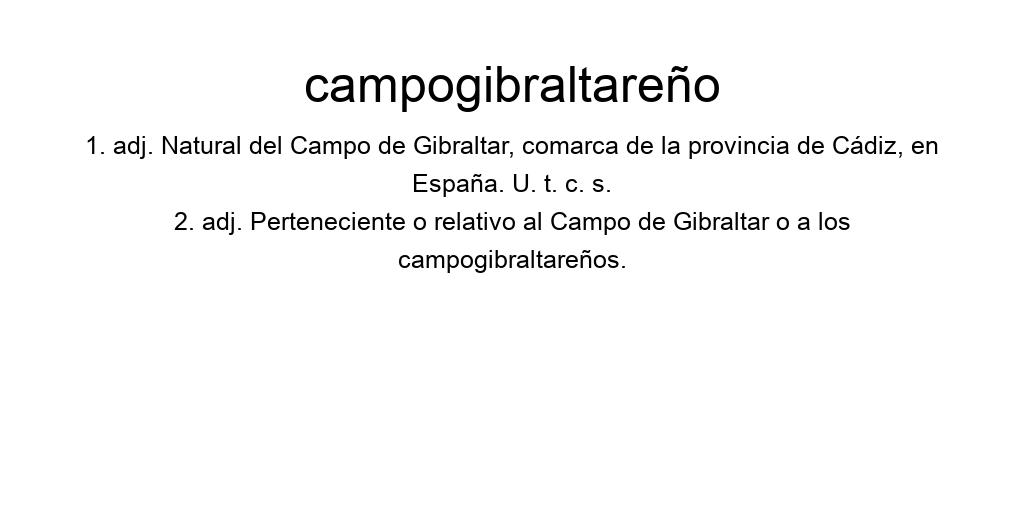 campogibraltareño
1. adj. Natural del Campo de Gibraltar, comarca de la provincia de Cádiz, en
España. U. t. c. s.
2. adj. Perteneciente o relativo al Campo de Gibraltar o a los
campogibraltareños.